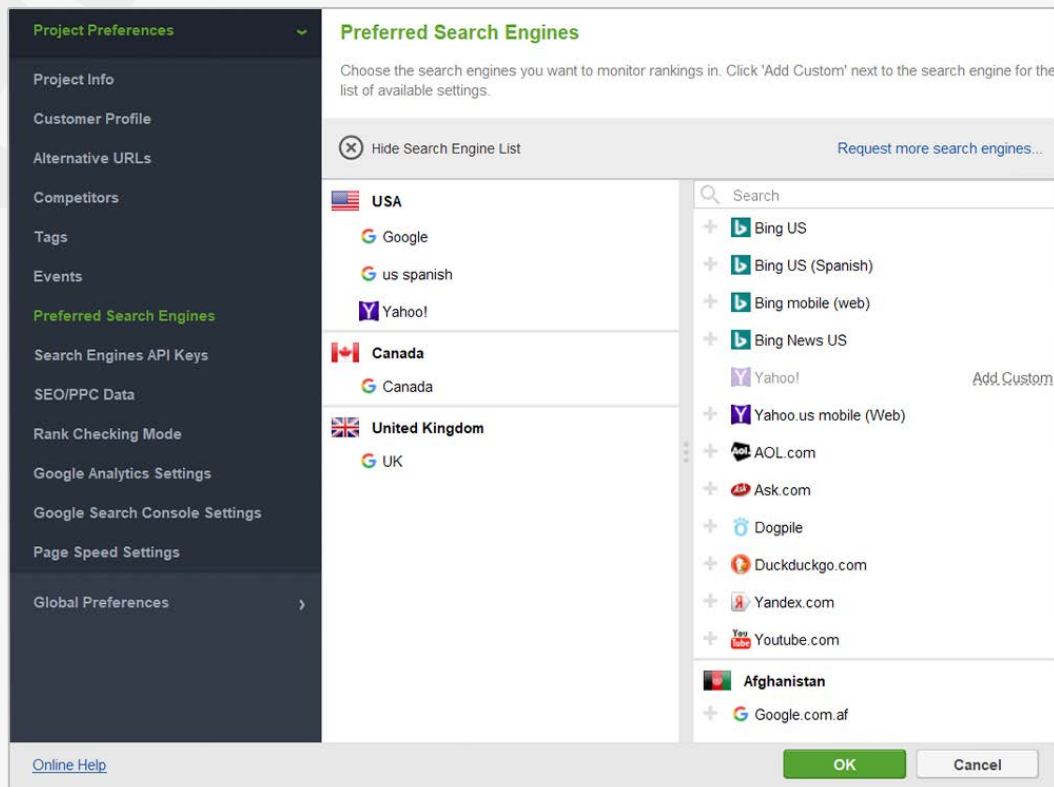 Project Preferences
Project Info
Customer Profile
Alternative URLs
Competitors
Tags
Events
Preferred Search Engines
Search Engines API Keys
SEO/PPC Data
Rank Checking Mode
Google Analytics Settings
Google Search Console Settings
Page Speed Settings
Global Preferences
Preferred Search Engines
Choose the search engines you want to monitor rankings in. Click 'Add Custom' next to the search engine for the
list of available settings.
Hide Search Engine List
Request more search engines...
USA
Google
us spanish
Yahoo!
Canada
Canada
United Kingdom
UK
Search
Bing US
Bing US (Spanish)
Bing mobile (web)
Bing News US
Yahoo! Add Custom
Yahoo.us mobile (Web)
AOL.com
Ask.com
Dogpile
Duckduckgo.com
Yandex.com
Youtube.com
Afghanistan
Google.com.af
Online Help
OK
Cancel